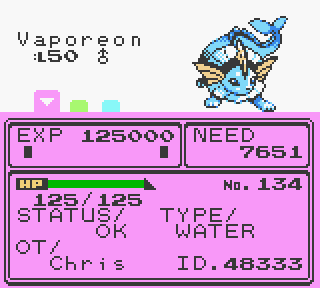 Vaporeon
:L50 ♂
EXP 125000
NEED
7651
HP
No. 134
125/125
STATUS/
OK
TYPE/
WATER
OT/
Chris
ID.48333